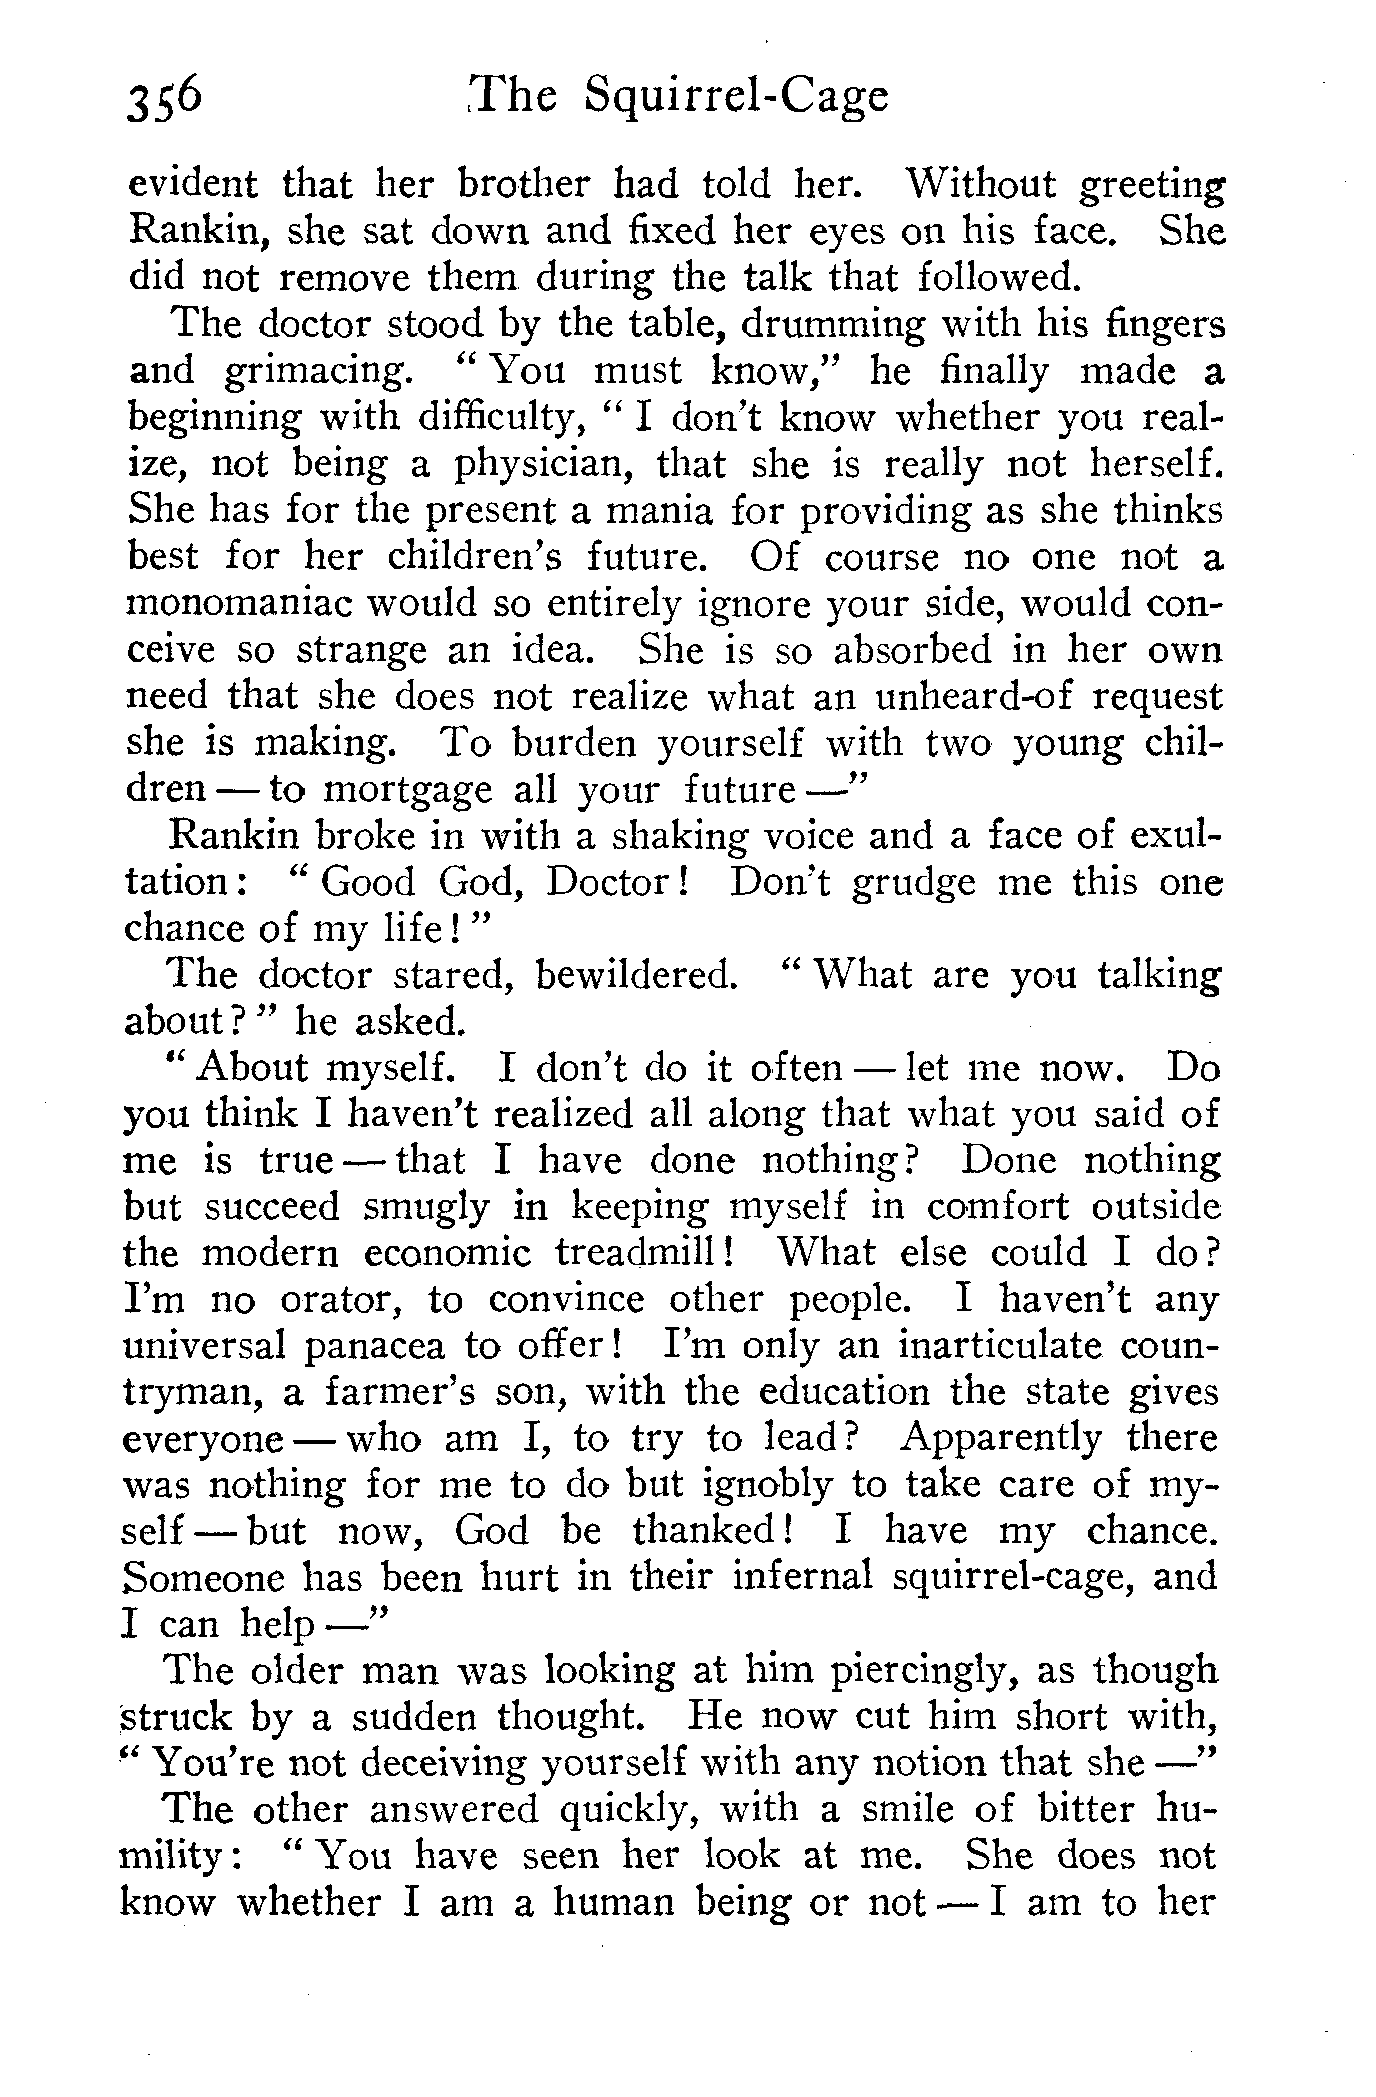 356 The Squirrel-Cage
evident that her brother had told her. Without greeting
Rankin, she sat down and fixed her eyes on his face. She
did not remove them during the talk that followed.
The doctor stood by the table, drumming with his fingers
and grimacing. " You must know," he finally made a
beginning with difficulty, " I don't know whether you real-
ize, not being a physician, that she is really not herself.
She has for the present a mania for providing as she thinks
best for her children's future. Of course no one not a
monomaniac would so entirely ignore your side, would con-
ceive so strange an idea. She is so absorbed in her own
need that she does not realize what an unheard-of request
she is making. To burden yourself with two young chil-
dren — to mortgage all your future —"
Rankin broke in with a shaking voice and a face of exul-
tation: " Good God, Doctor! Don't grudge me this one
chance of my life! "
The doctor stared, bewildered. " What are you talking
about? " he asked.
" About myself. I don't do it often — let me now. Do
you think I haven't realized all along that what you said of
me is true — that I have done nothing? Done nothing
but succeed smugly in keeping myself in comfort outside
the modern economic treadmill! What else could I do?
I'm no orator, to convince other people. I haven't any
universal panacea to offer! I'm only an inarticulate coun-
tryman, a farmer's son, with the education the state gives
everyone — who am I, to try to lead? Apparently there
was nothing for me to do but ignobly to take care of my-
self — but now, God be thanked! I have my chance.
Someone has been hurt in their infernal squirrel-cage, and
I can help —"
The older man was looking at him piercingly, as though
struck by a sudden thought. He now cut him short with,
" You're not deceiving yourself with any notion that she —"
The other answered quickly, with a smile of bitter hu-
mility: " You have seen her look at me. She does not
know whether I am a human being or not — I am to her